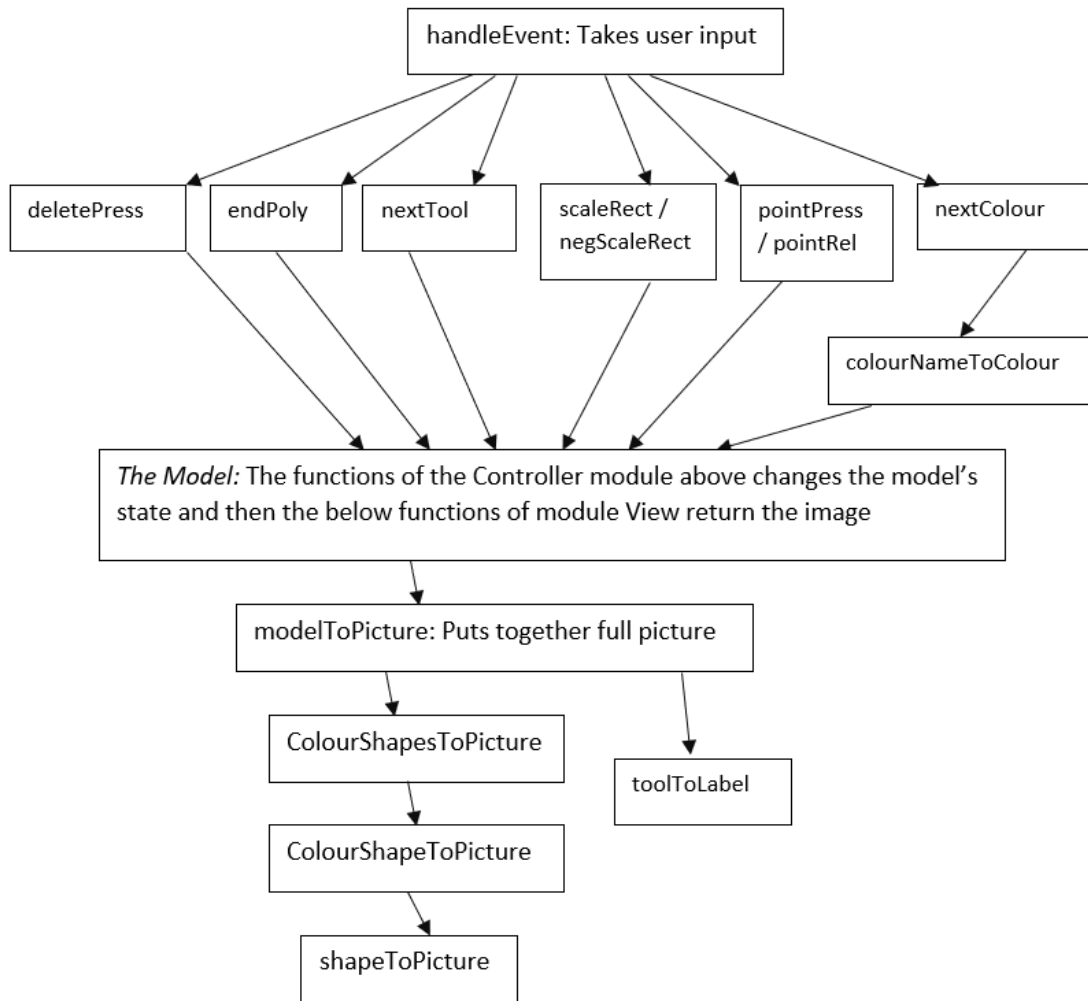 handleEvent: Takes user input
deletePress
endPoly
nextTool
scaleRect /
negScaleRect
pointPress
/ pointRel
nextColour
colourNameToColour
The Model: The functions of the Controller module above changes the model’s
state and then the below functions of module View return the image
modelToPicture: Puts together full picture
ColourShapesToPicture
toolToLabel
ColourShapeToPicture
shapeToPicture